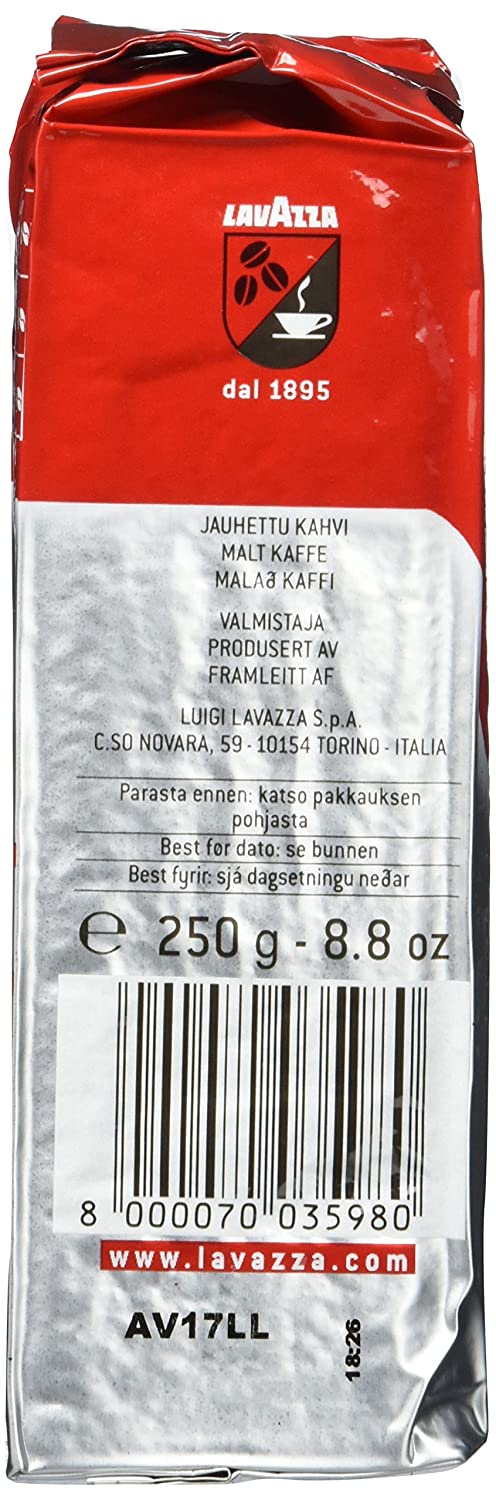 LAVAZZA
dal 1895
JAUHETTU KAHVI
MALT KAFFE
MALAÐ KAFFI
VALMISTAJA
PRODUSERT AV
FRAMLEITT AF
LUIGI LAVAZZA S.p.A.
C.SO NOVARA, 59 - 10154 TORINO - ITALIA
Parasta ennen: katso pakkauksen
pohjasta
Best før dato: se bunnen
Best fyrir: sjá dagsetningu neðar
℮ 250 g - 8.8 oz
8 000070 035980
www.lavazza.com
AV17LL
18:26